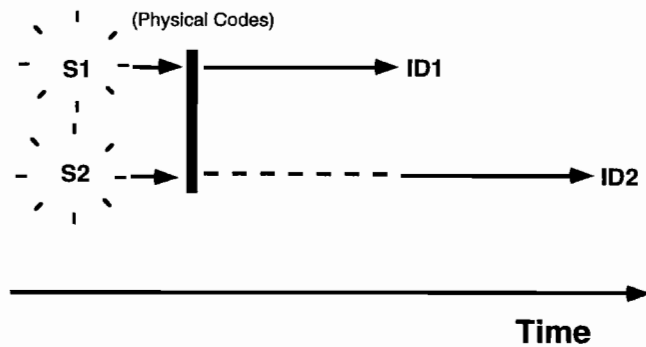 (Physical Codes)
S1
ID1
S2
ID2
Time